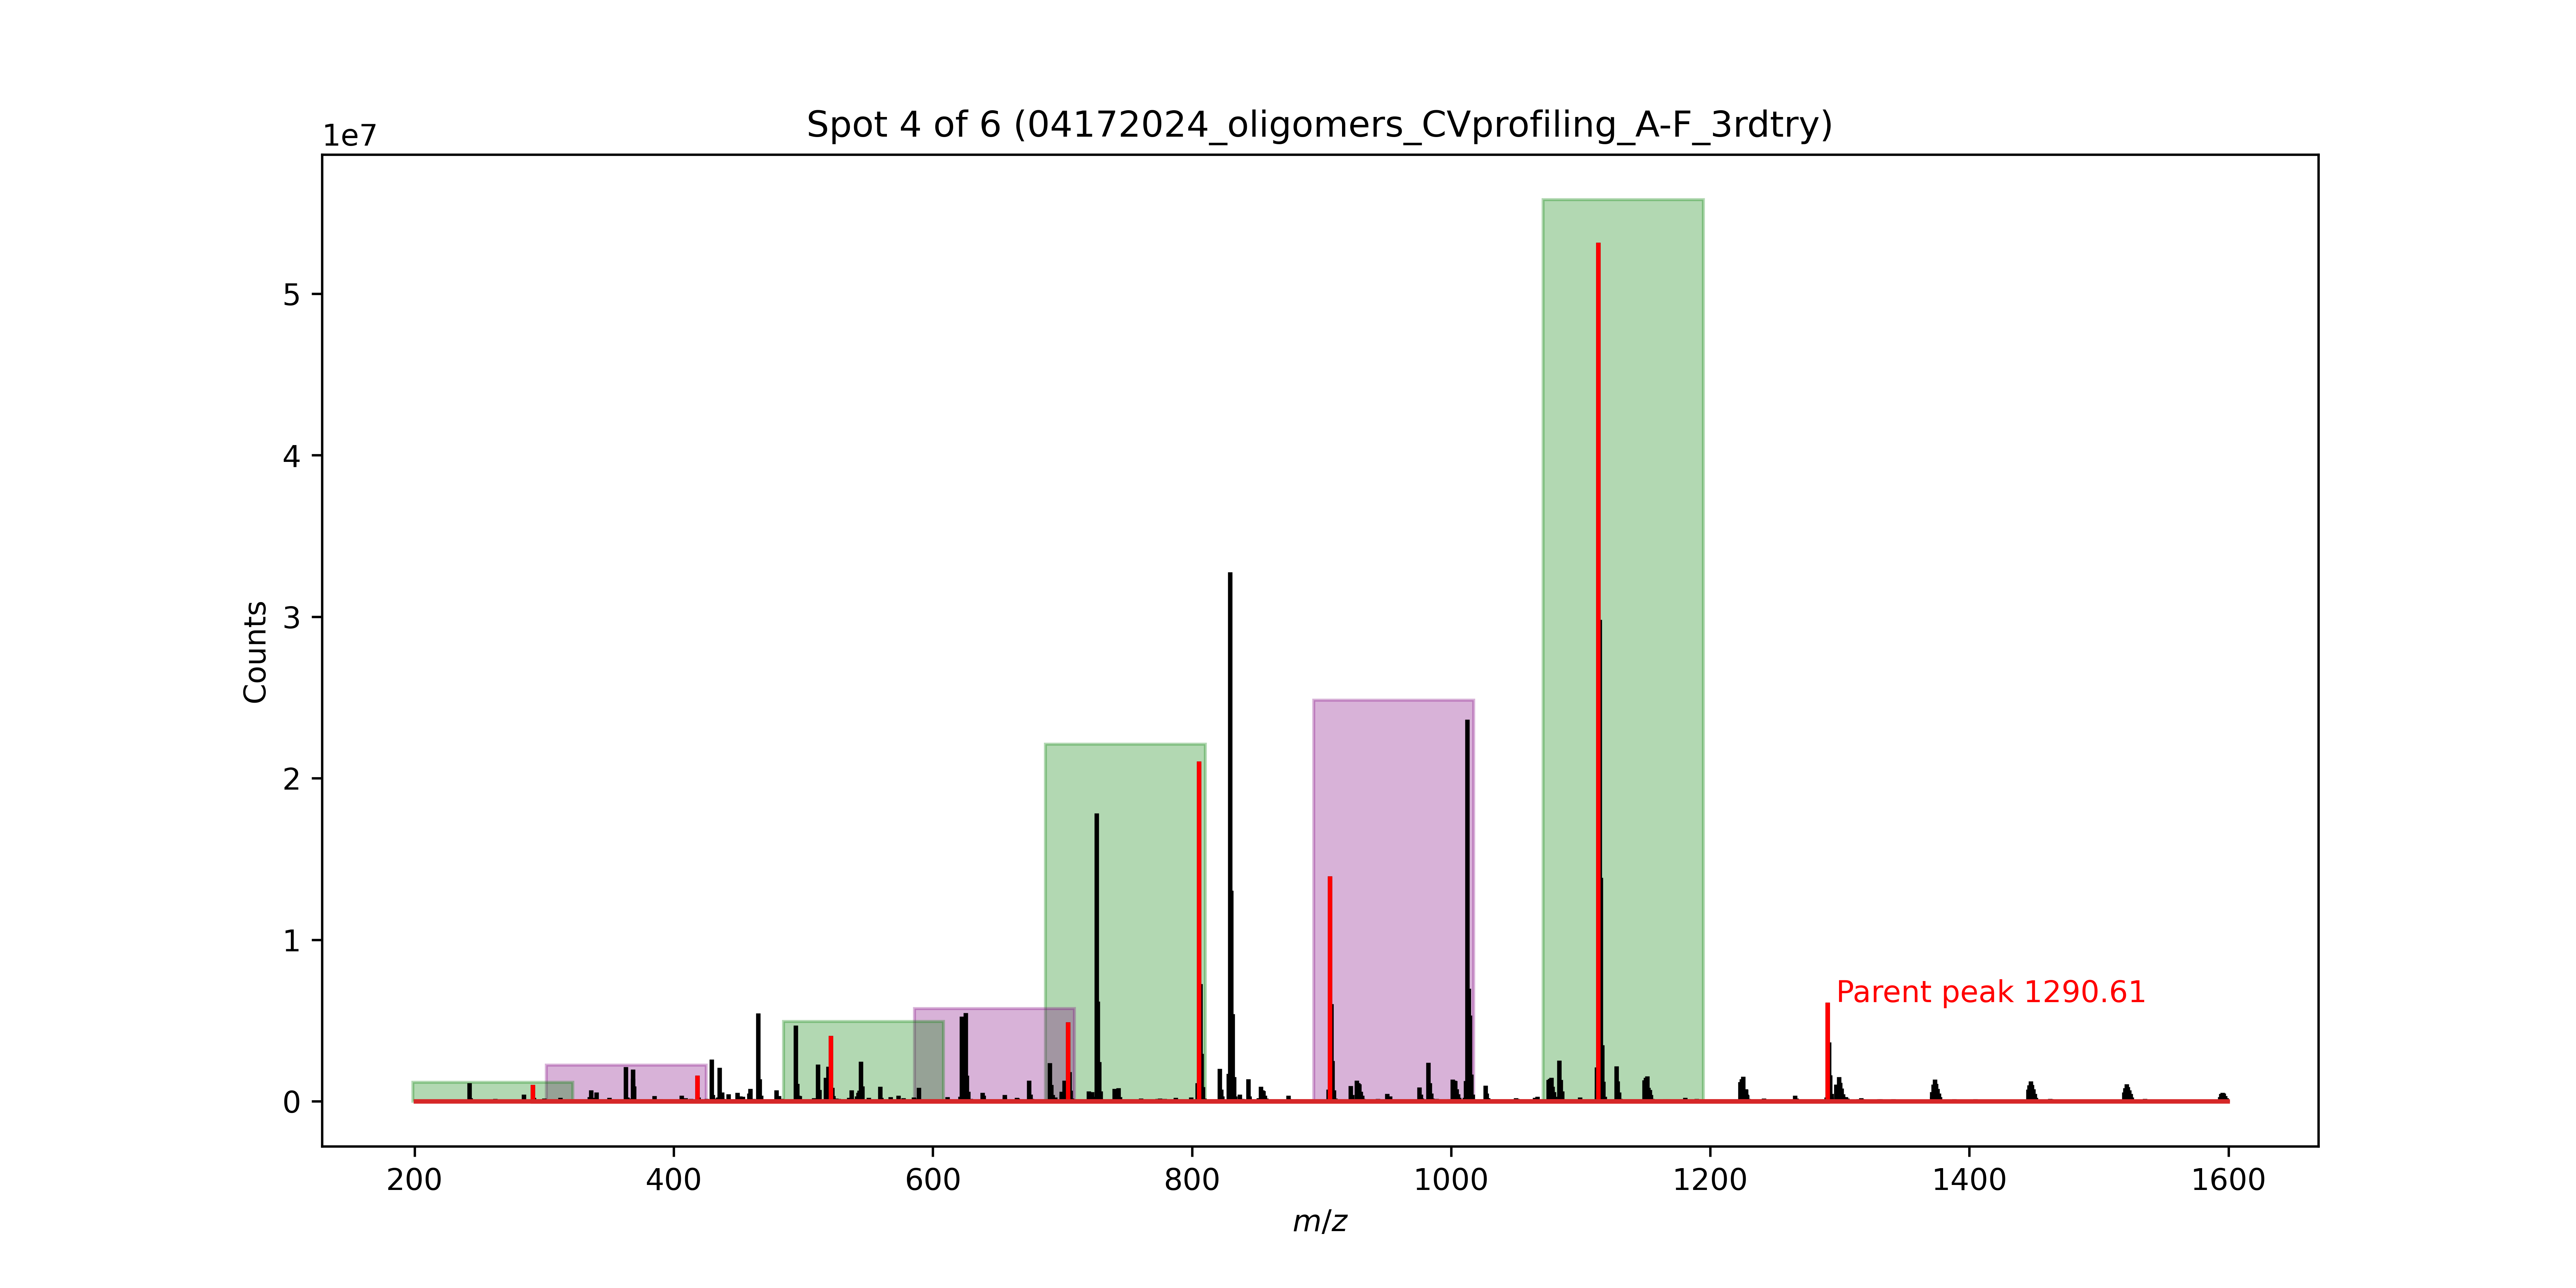 Spot 4 of 6 (04172024_oligomers_CVprofiling_A-F_3rdtry)
1e7
5
4
3
2
1
0
Counts
Parent peak 1290.61
200 400 600 800 1000 1200 1400 1600
m/z